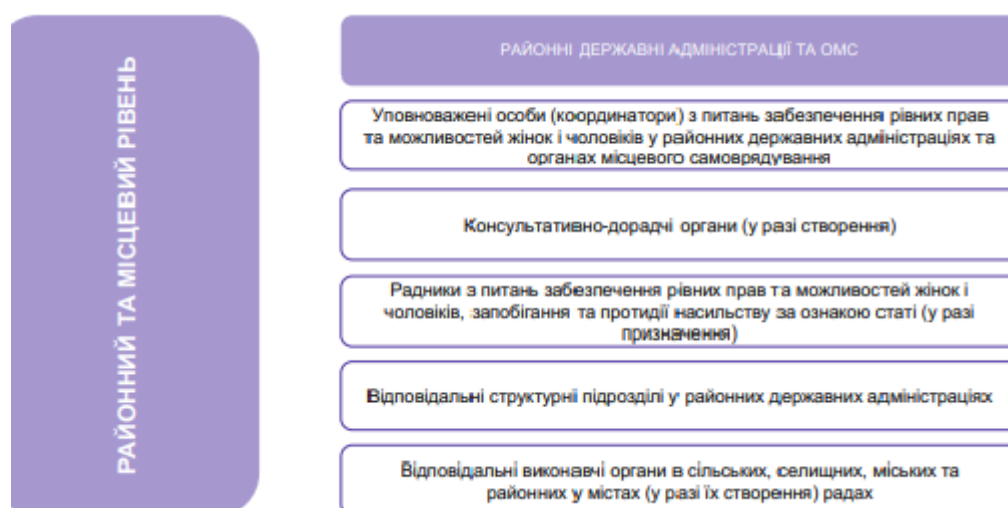 РАЙОННИЙ ТА МІСЦЕВИЙ РІВЕНЬ
РАЙОННІ ДЕРЖАВНІ АДМІНІСТРАЦІЇ ТА ОМС
Уповноважені особи (координатори) з питань забезпечення рівних прав
та можливостей жінок і чоловіків у районних державних адміністраціях та
органах місцевого самоврядування
Консультативно-дорадчі органи (у разі створення)
Радники з питань забезпечення рівних прав та можливостей жінок і
чоловіків, запобігання та протидії насильству за ознакою статі (у разі
призначення)
Відповідальні структурні підрозділі у районних державних адміністраціях
Відповідальні виконавчі органи в сільських, селищних, міських та
районних у містах (у разі їх створення) радах